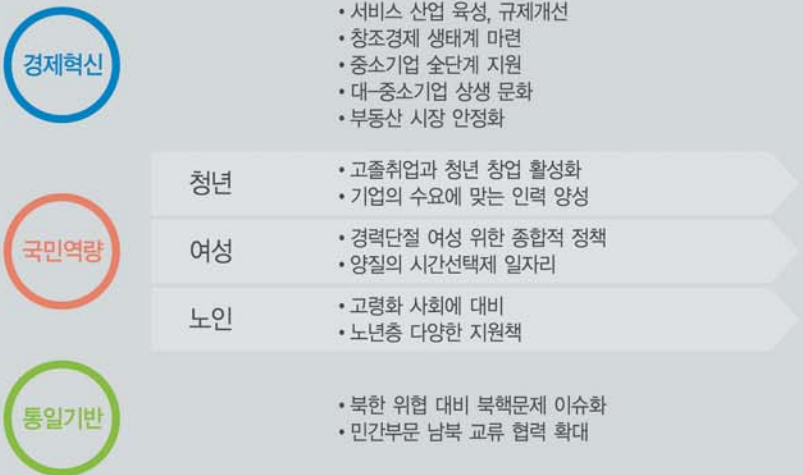 경제혁신
• 서비스 산업 육성, 규제개선
• 창조경제 생태계 마련
• 중소기업 全단계 지원
• 대–중소기업 상생 문화
• 부동산 시장 안정화
국민역량
청년
• 고졸취업과 청년 창업 활성화
• 기업의 수요에 맞는 인력 양성
여성
• 경력단절 여성 위한 종합적 정책
• 양질의 시간선택제 일자리
노인
• 고령화 사회에 대비
• 노년층 다양한 지원책
통일기반
• 북한 위협 대비 북핵문제 이슈화
• 민간부문 남북 교류 협력 확대